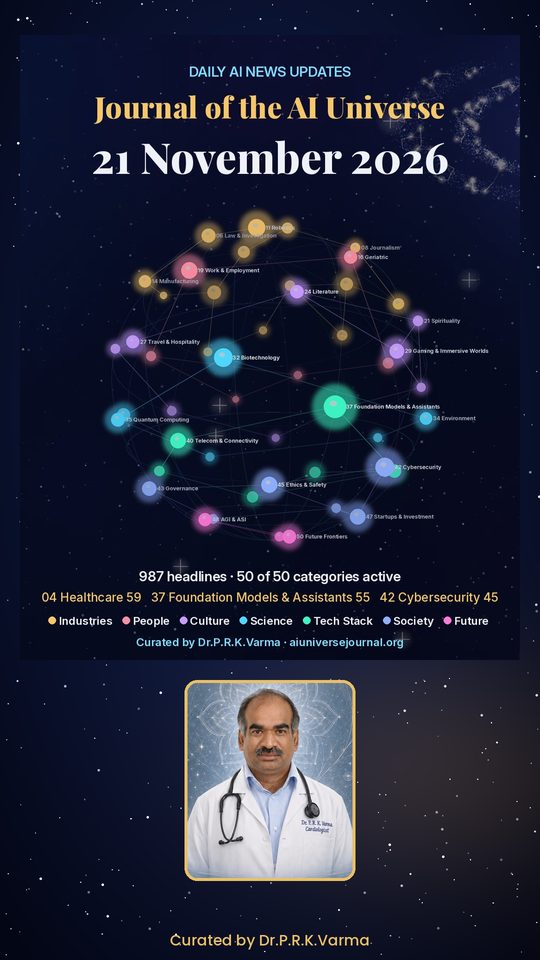 DAILY AI NEWS UPDATES
Journal of the AI Universe
21 November 2026
11 Robotics
06 Law & Investigation
08 Journalism
16 Geriatric
19 Work & Employment
14 Manufacturing
24 Literature
21 Spirituality
27 Travel & Hospitality
29 Gaming & Immersive Worlds
32 Biotechnology
37 Foundation Models & Assistants
34 Environment
Quantum Computing
40 Telecom & Connectivity
42 Cybersecurity
45 Ethics & Safety
43 Governance
47 Startups & Investment
AGI & ASI
50 Future Frontiers
987 headlines · 50 of 50 categories active
04 Healthcare 59 37 Foundation Models & Assistants 55 42 Cybersecurity 45
Industries People Culture Science Tech Stack Society Future
Curated by Dr.P.R.K.Varma · aiuniversejournal.org
Dr. P. R. K. Varma
Cardiologist
Curated by Dr.P.R.K.Varma